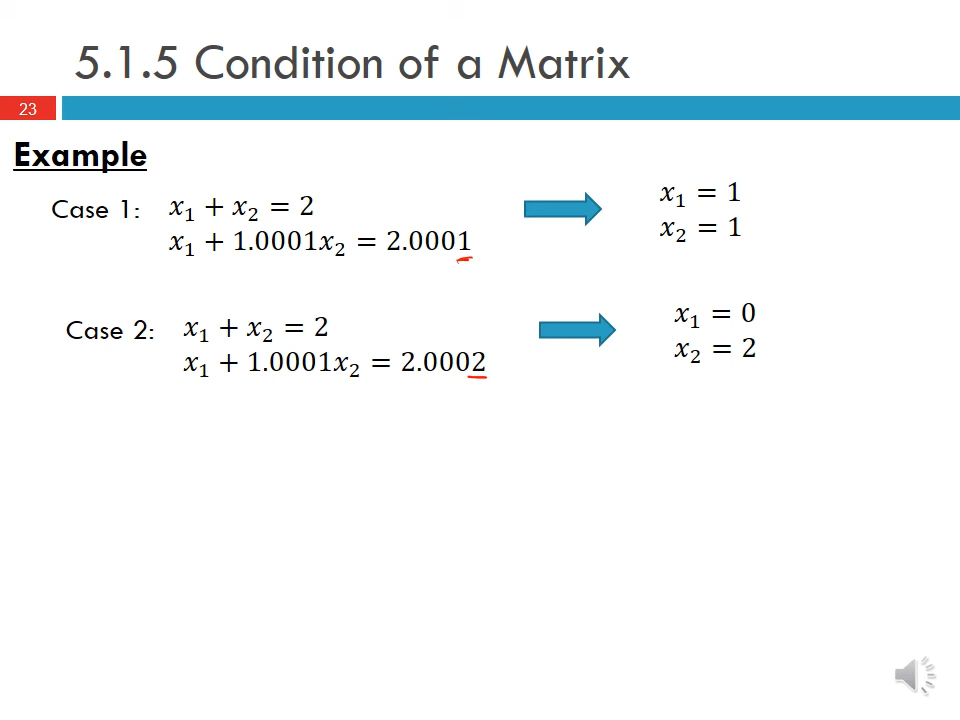 5.1.5 Condition of a Matrix
23
Example
Case 1: x₁ + x₂ = 2
x₁ + 1.0001x₂ = 2.0001
x₁ = 1
x₂ = 1
Case 2: x₁ + x₂ = 2
x₁ + 1.0001x₂ = 2.0002
x₁ = 0
x₂ = 2